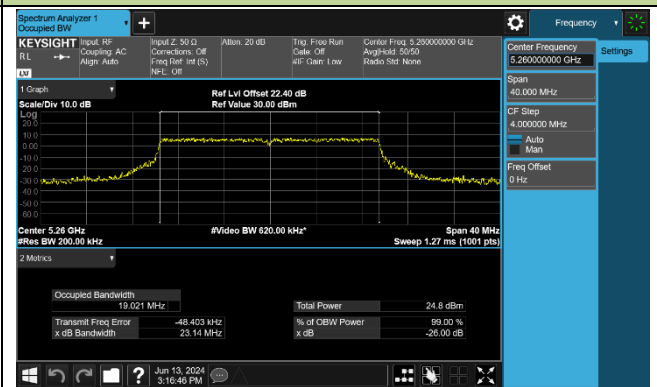 Spectrum Analyzer 1
Occupied BW
Frequency
KEYSIGHT
RL
LXI
Input: RF
Coupling: AC
Align: Auto
Input Z: 50 Ω
Corrections: Off
Freq Ref: Int (S)
NFE: Off
Atten: 20 dB
Trig: Free Run
Gate: Off
#IF Gain: Low
Center Freq: 5.260000000 GHz
Avg|Hold: 50/50
Radio Std: None
Center Frequency
5.260000000 GHz
Settings
Span
40.000 MHz
CF Step
4.000000 MHz
Auto
Man
Freq Offset
0 Hz
1 Graph
Scale/Div 10.0 dB
Ref Lvl Offset 22.40 dB
Ref Value 30.00 dBm
Log
20.0
10.0
0.00
-10.0
-20.0
-30.0
-40.0
-50.0
-60.0
Center 5.26 GHz
#Res BW 200.00 kHz
#Video BW 620.00 kHz*
Span 40 MHz
Sweep 1.27 ms (1001 pts)
2 Metrics
Occupied Bandwidth
19.021 MHz
Total Power 24.8 dBm
Transmit Freq Error -48.403 kHz % of OBW Power 99.00 %
x dB Bandwidth 23.14 MHz x dB -26.00 dB
?
Jun 13, 2024
3:16:46 PM